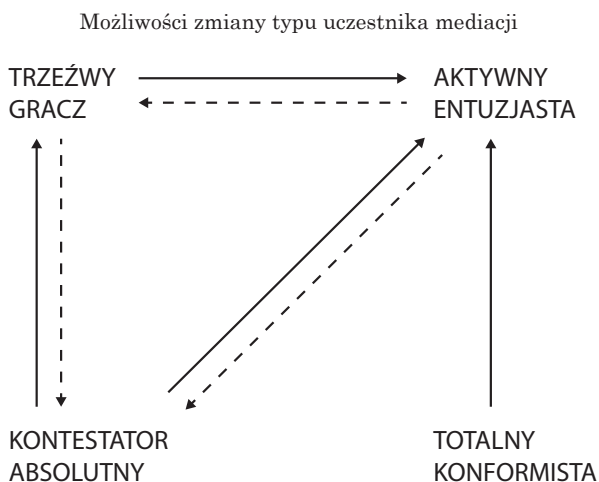 Możliwości zmiany typu uczestnika mediacji
TRZEŹWY
GRACZ
AKTYWNY
ENTUZJASTA
KONTESTATOR
ABSOLUTNY
TOTALNY
KONFORMISTA